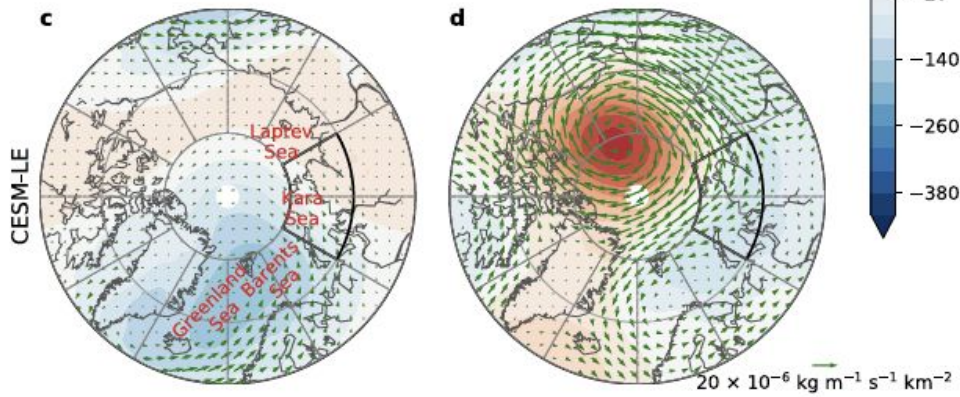 c
d
CESM-LE
Laprev
Sea
Kara
Sea
Greenland
Sea
Barents
Sea
−140
−260
−380
20 × 10⁻⁶ kg m⁻¹ s⁻¹ km⁻²